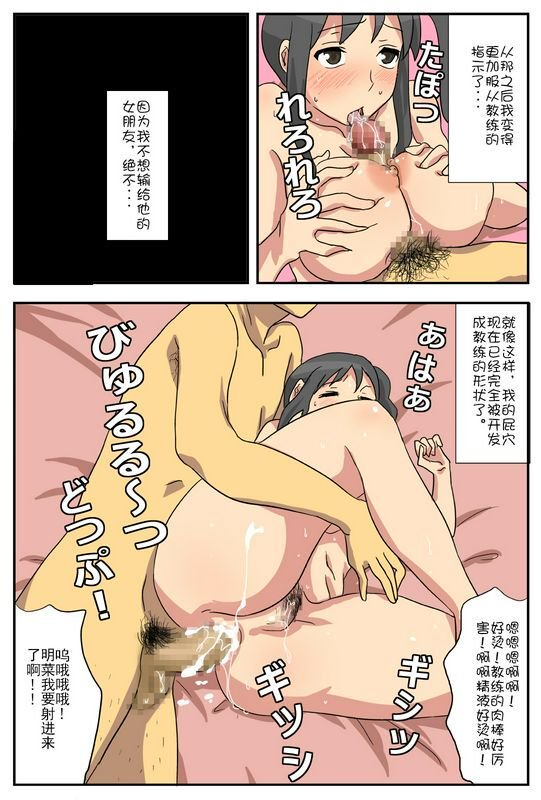 从那之后我变得
更加服从教练的
指示了...
たぽっ
れろれろ
因为我不想输给他的
女朋友，绝不...
就像这样，我的屁穴
现在已经完全被开发
成教练的形状了。
あはぁ
びゅるるる～っ
どっぷ！
ギシッ
ギッシ
嗯嗯嗯啊！
好烫！教练的肉棒好厉
害！啊啊精液好烫啊！
呜哦哦哦！
明菜我要射进来
了啊！！